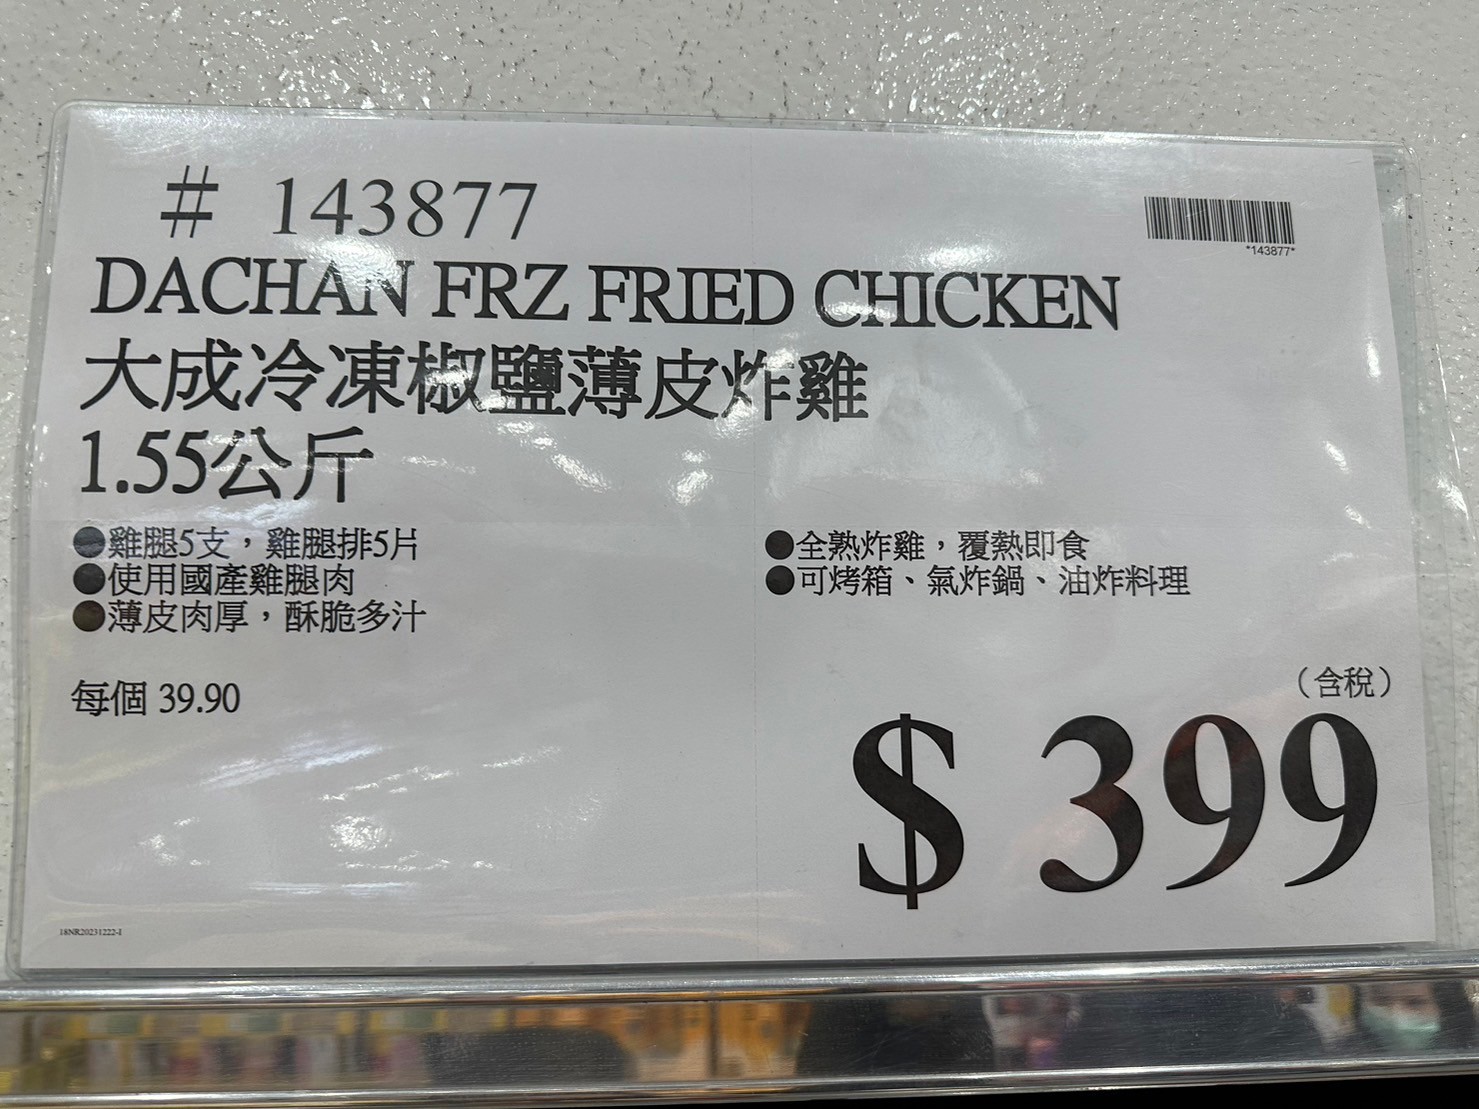 # 143877
*143877*
DACHAN FRZ FRIED CHICKEN
大成冷凍椒鹽薄皮炸雞
1.55公斤
●雞腿5支，雞腿排5片
●使用國產雞腿肉
●薄皮肉厚，酥脆多汁
●全熟炸雞，覆熱即食
●可烤箱、氣炸鍋、油炸料理
每個 39.90
（含稅）
$ 399
18NR20231222-I